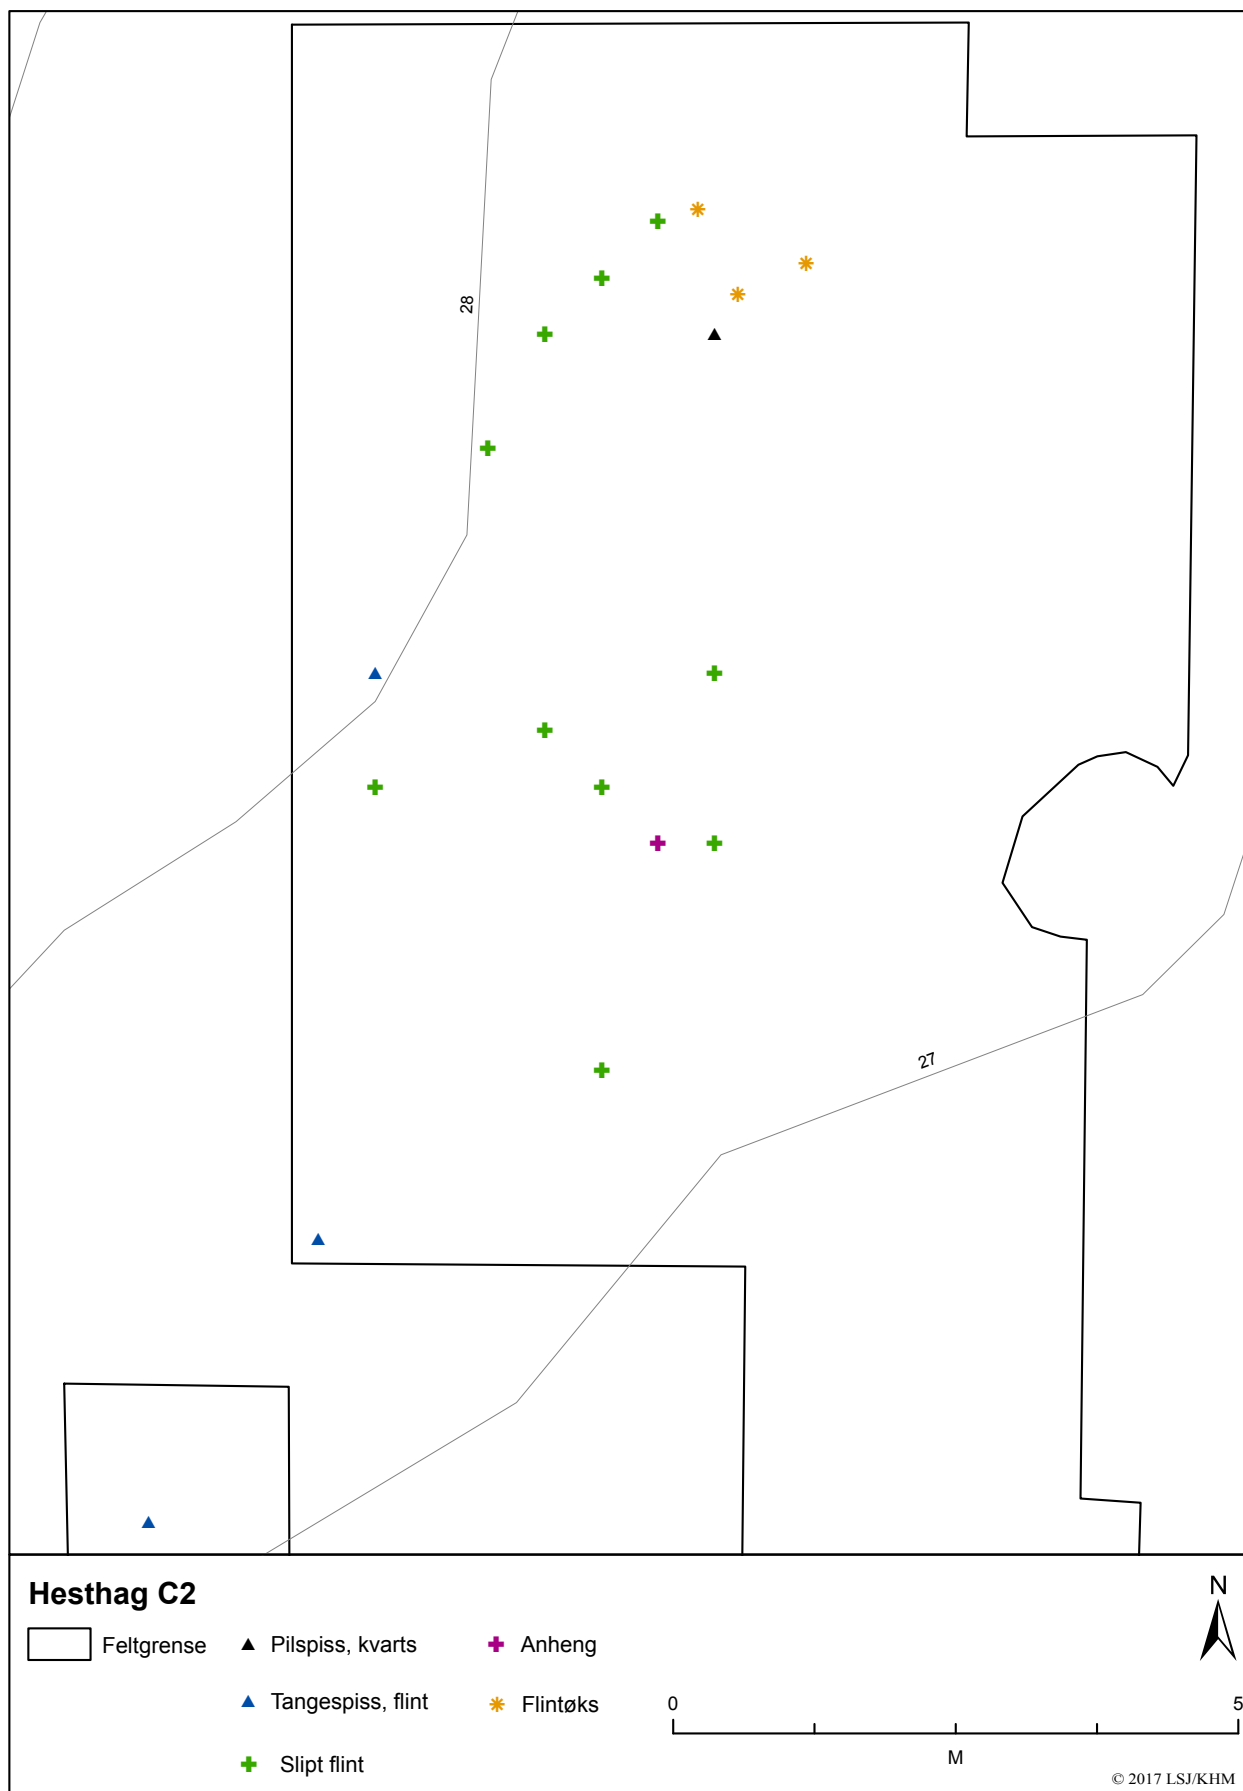 28
27
Hesthag C2
Feltgrense
Pilspiss, kvarts
Anheng
Tangespiss, flint
Flintøks
Slipt flint
N
0 5
M
© 2017 LSJ/KHM